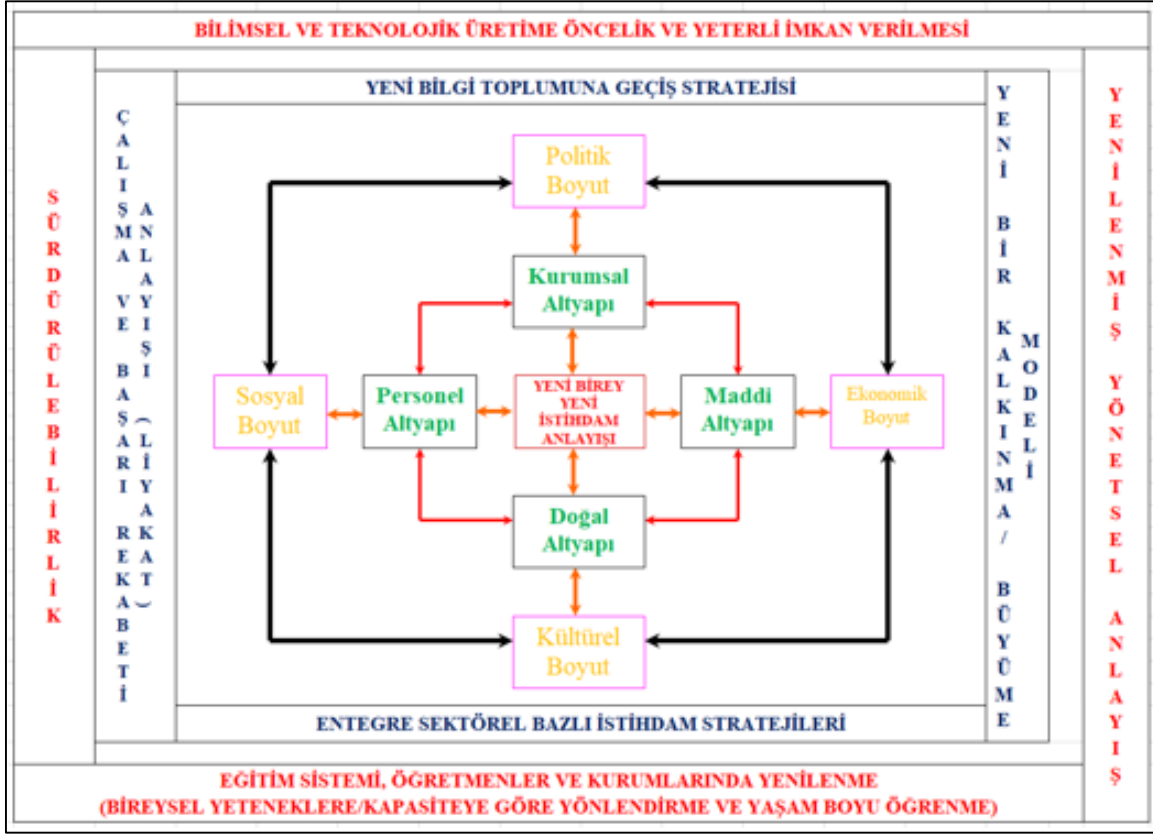 BİLİMSEL VE TEKNOLOJİK ÜRETİME ÖNCELİK VE YETERLİ İMKAN VERİLMESİ
SÜRDÜRÜLEBİLİRLİK
ÇALIŞMA VE BAŞARI REKABETİ
ANLAYIŞI (LİYAKAT)
YENİ BİLGİ TOPLUMUNA GEÇİŞ STRATEJİSİ
Politik
Boyut
Kurumsal
Altyapı
Sosyal
Boyut
Personel
Altyapı
YENİ BİREY
YENİ
İSTİHDAM
ANLAYIŞI
Maddi
Altyapı
Ekonomik
Boyut
Doğal
Altyapı
Kültürel
Boyut
ENTEGRE SEKTÖREL BAZLI İSTİHDAM STRATEJİLERİ
YENİ BİR KALKINMA/ BÜYÜME
MODELİ
YENİLENMİŞ YÖNETSEL ANLAYIŞ
EĞİTİM SİSTEMİ, ÖĞRETMENLER VE KURUMLARINDA YENİLENME
(BİREYSEL YETENEKLERE/KAPASİTEYE GÖRE YÖNLENDİRME VE YAŞAM BOYU ÖĞRENME)